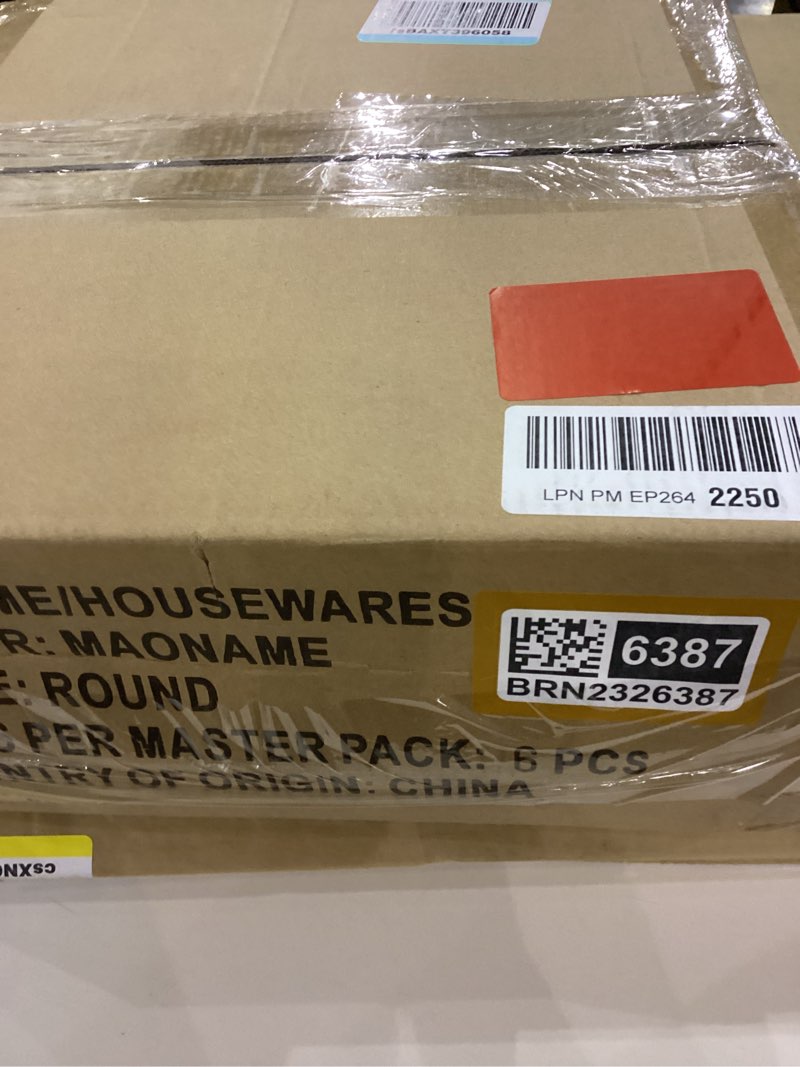 BAXT396058
LPN PM EP264 2250
ME/HOUSEWARES
R: MAONAME
E: ROUND
S PER MASTER PACK: 6 PCS
NTRY OF ORIGIN: CHINA
6387
BRN2326387
csXN